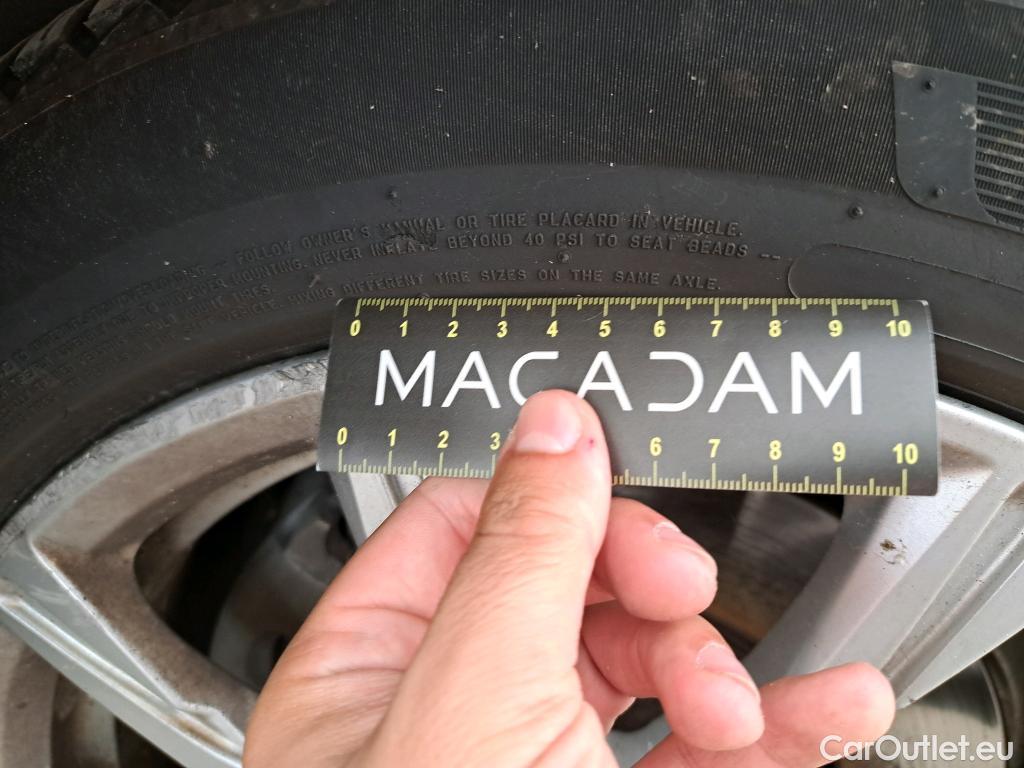 FOLLOW OWNER'S MANUAL OR TIRE PLACARD IN VEHICLE.
MOUNTING. NEVER INFLATE BEYOND 40 PSI TO SEAT BEADS --
VEHICLE. MIXING DIFFERENT TIRE SIZES ON THE SAME AXLE.
0 1 2 3 4 5 6 7 8 9 10
MACADAM
0 1 2 3 6 7 8 9 10
CarOutlet.eu